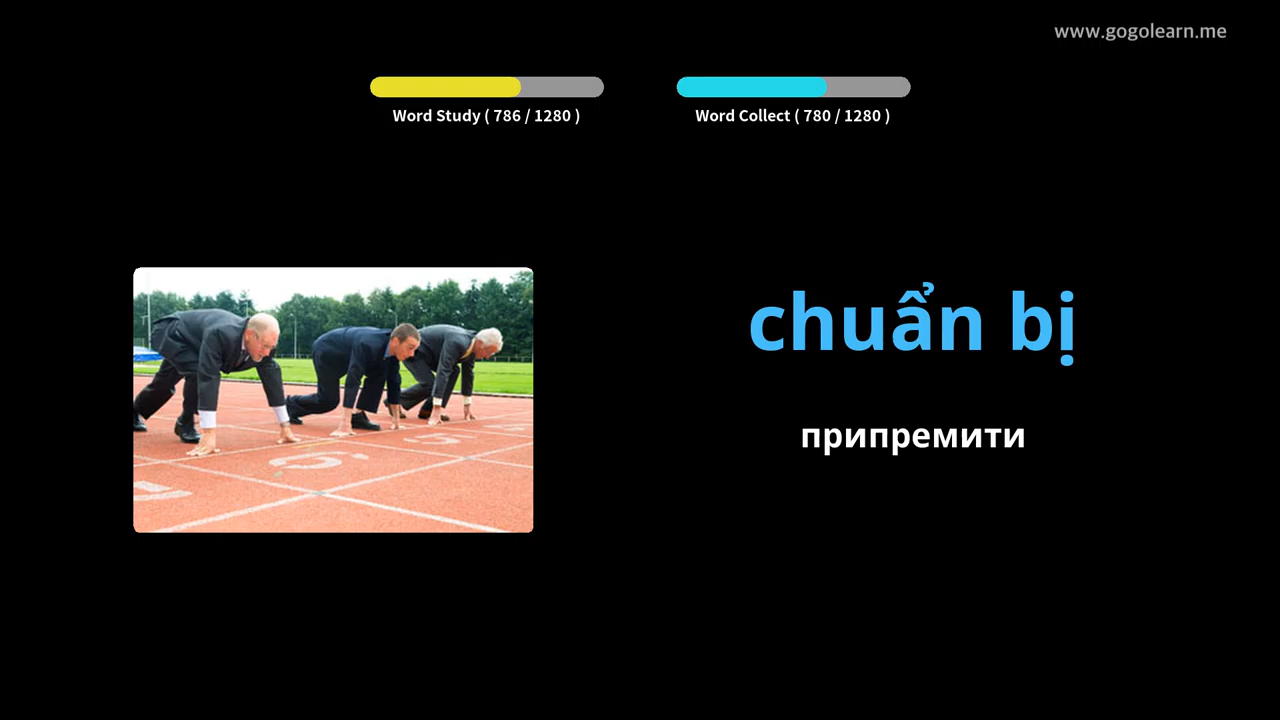 www.gogolearn.me
Word Study ( 786 / 1280 )
Word Collect ( 780 / 1280 )
chuẩn bị
припремити